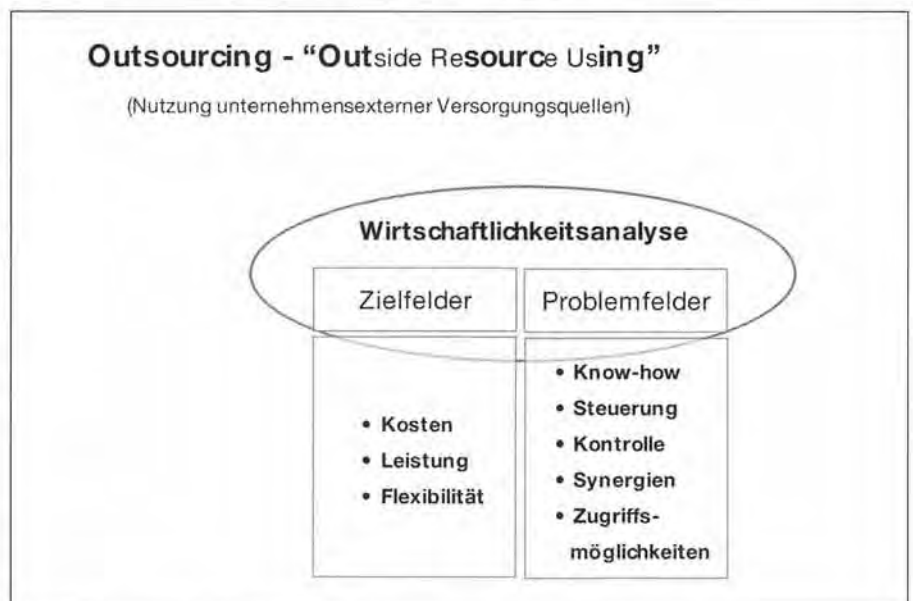 Outsourcing - “Outside Resource Using”
(Nutzung unternehmensexterner Versorgungsquellen)
Wirtschaftlichkeitsanalyse
Zielfelder
Problemfelder
• Kosten
• Leistung
• Flexibilität
• Know-how
• Steuerung
• Kontrolle
• Synergien
• Zugriffs-
möglichkeiten